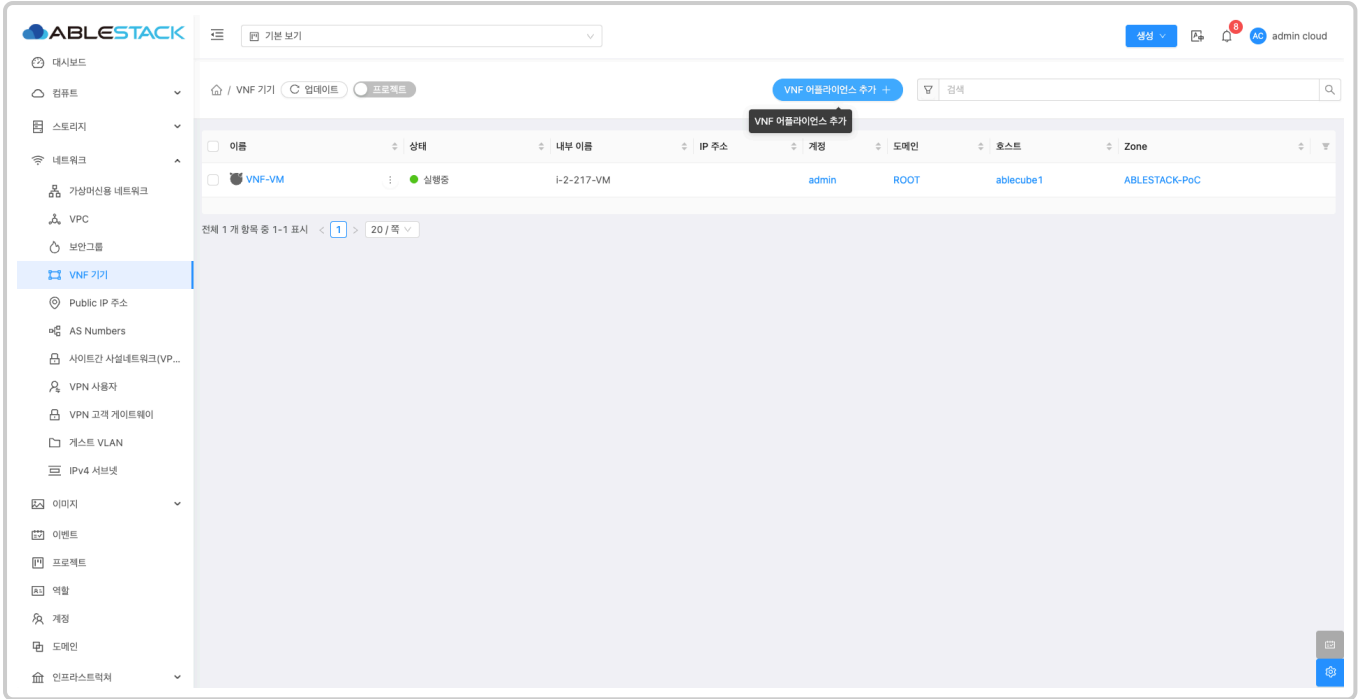 ABLESTACK
기본 보기
생성
8
AC
admin cloud
대시보드
컴퓨트
스토리지
네트워크
가상머신용 네트워크
VPC
보안그룹
VNF 기기
Public IP 주소
AS Numbers
사이트간 사설네트워크(VP...
VPN 사용자
VPN 고객 게이트웨이
게스트 VLAN
IPv4 서브넷
이미지
이벤트
프로젝트
역할
계정
도메인
인프라스트럭쳐
/ VNF 기기
업데이트
프로젝트
VNF 어플라이언스 추가 +
검색
VNF 어플라이언스 추가
이름 상태 내부 이름 IP 주소 계정 도메인 호스트 Zone
VNF-VM 실행중 i-2-217-VM admin ROOT ablecube1 ABLESTACK-PoC
전체 1 개 항목 중 1-1 표시 < 1 > 20 / 쪽